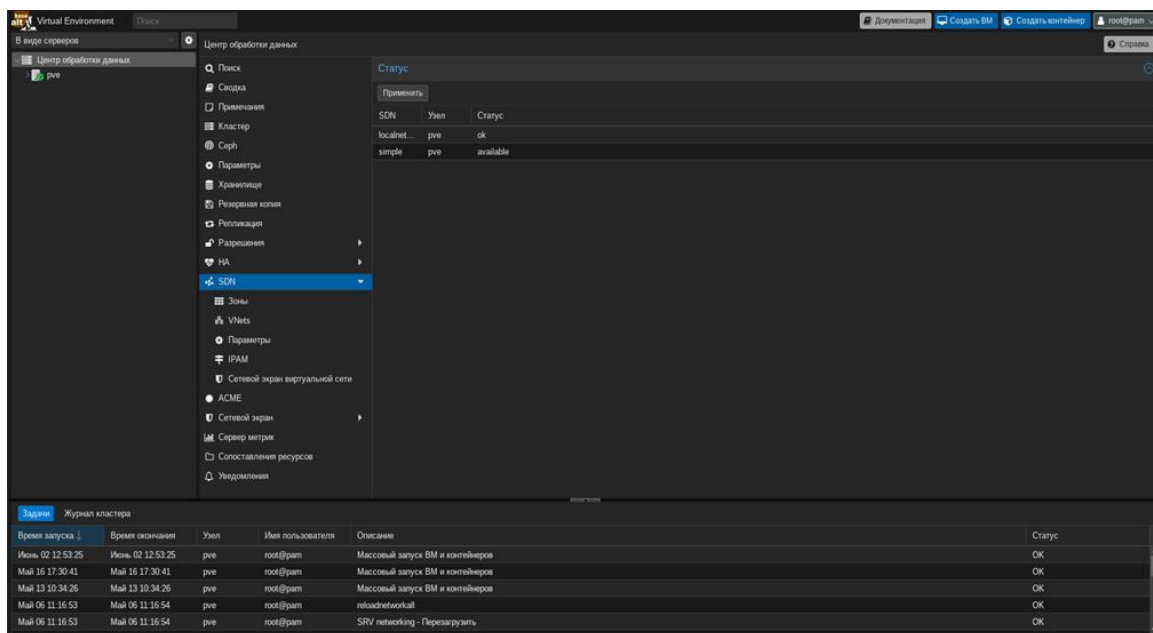 базальт Virtual Environment Поиск Документация Создать ВМ Создать контейнер root@pam
В виде серверов
Центр обработки данных
pve
Центр обработки данных Справка
Поиск
Сводка
Примечания
Кластер
Ceph
Параметры
Хранилище
Резервная копия
Репликация
Разрешения
HA
SDN
Зоны
VNets
Параметры
IPAM
Сетевой экран виртуальной сети
ACME
Сетевой экран
Сервер метрик
Сопоставления ресурсов
Уведомления
Статус
Применить
SDN Узел Статус
localnet... pve ok
simple pve available
Задачи Журнал кластера
Время запуска ↓ Время окончания Узел Имя пользователя Описание Статус
Июнь 02 12:53:25 Июнь 02 12:53:25 pve root@pam Массовый запуск ВМ и контейнеров OK
Май 16 17:30:41 Май 16 17:30:41 pve root@pam Массовый запуск ВМ и контейнеров OK
Май 13 10:34:26 Май 13 10:34:26 pve root@pam Массовый запуск ВМ и контейнеров OK
Май 06 11:16:53 Май 06 11:16:54 pve root@pam reloadnetworkall OK
Май 06 11:16:53 Май 06 11:16:54 pve root@pam SRV networking - Перезагрузить OK